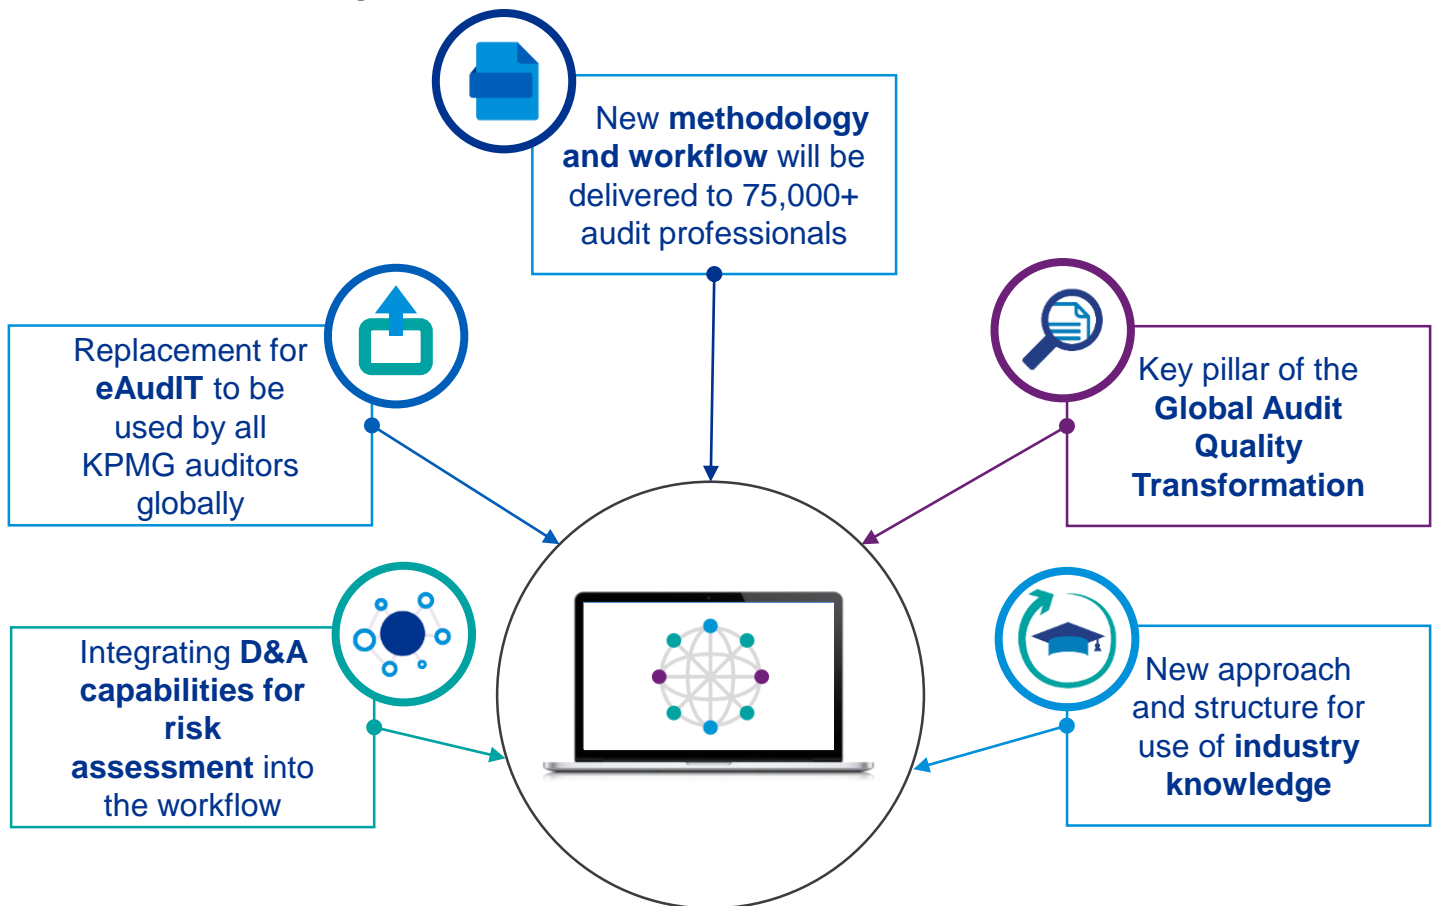 New methodology
and workflow will be
delivered to 75,000+
audit professionals
Replacement for
eAudIT to be
used by all
KPMG auditors
globally
Key pillar of the
Global Audit
Quality
Transformation
Integrating D&A
capabilities for
risk
assessment into
the workflow
New approach
and structure for
use of industry
knowledge